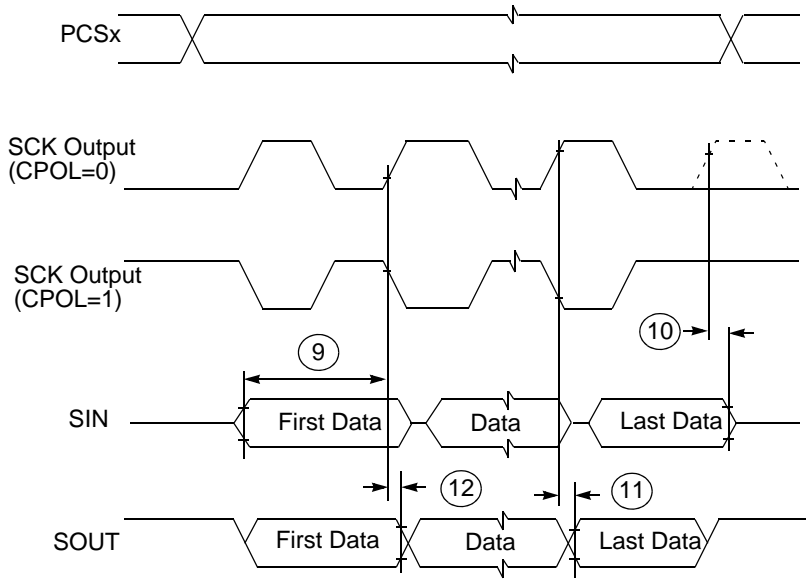 PCSx
SCK Output
(CPOL=0)
SCK Output
(CPOL=1)
9
10
SIN
First Data
Data
Last Data
12
11
SOUT
First Data
Data
Last Data